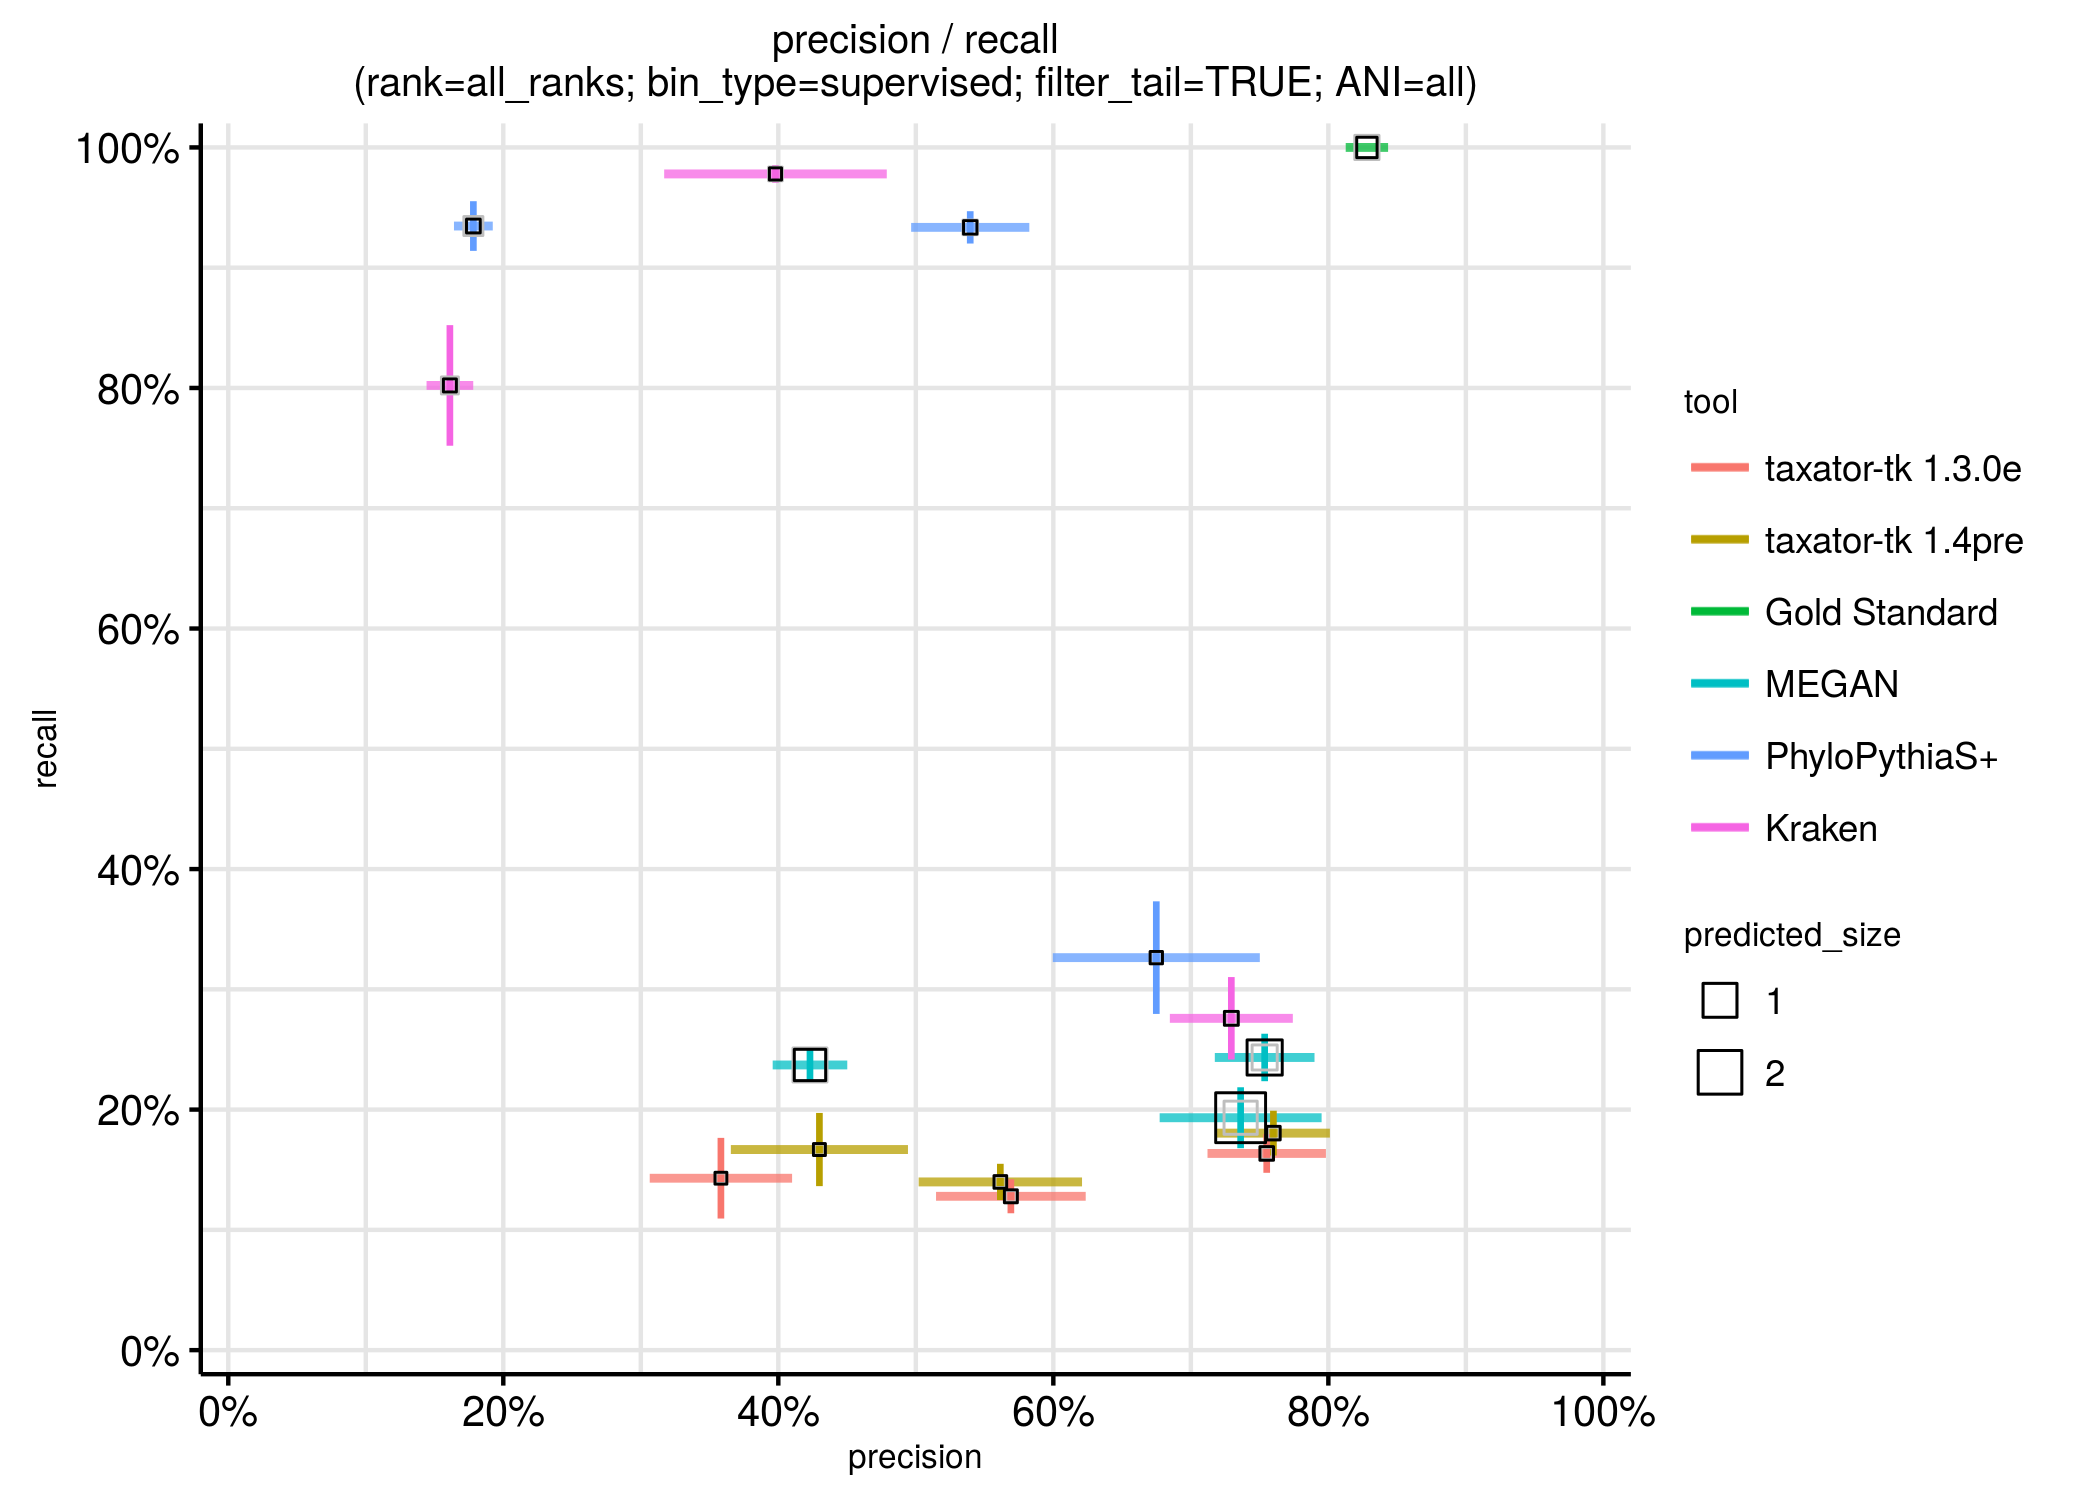 precision / recall
(rank=all_ranks; bin_type=supervised; filter_tail=TRUE; ANI=all)
100%
80%
60%
40%
20%
0%
recall
0%
20%
40%
60%
80%
100%
precision
tool
taxator-tk 1.3.0e
taxator-tk 1.4pre
Gold Standard
MEGAN
PhyloPythiaS+
Kraken
predicted_size
1
2